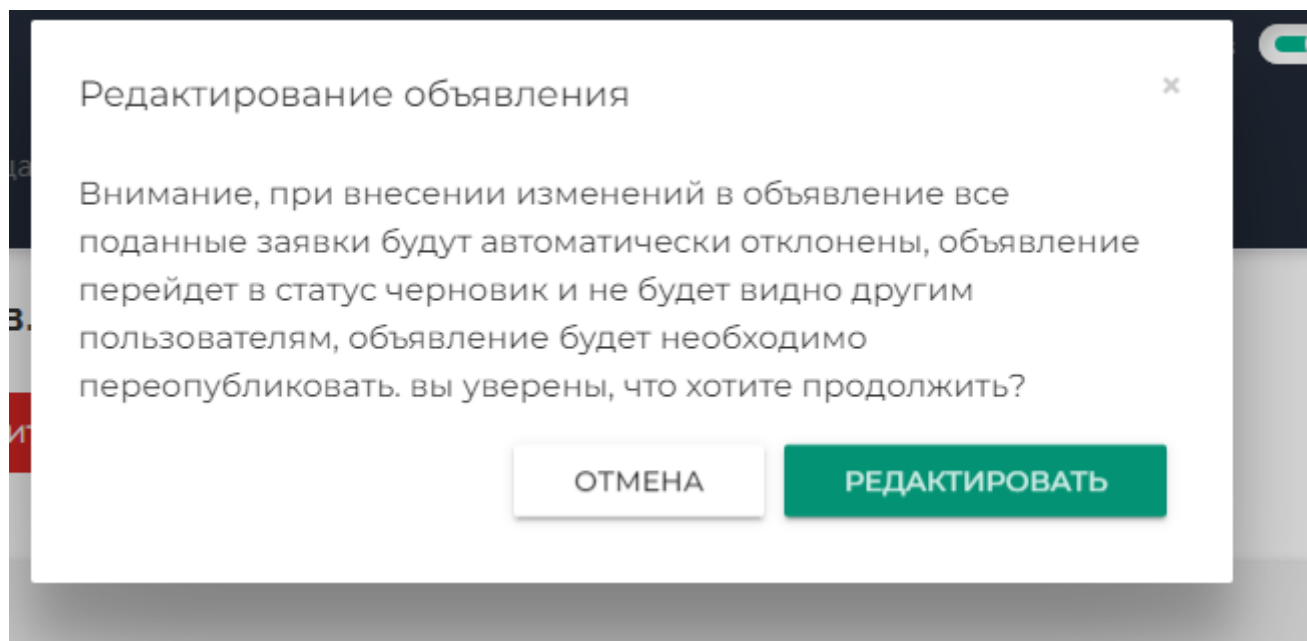 Редактирование объявления
×
Внимание, при внесении изменений в объявление все
поданные заявки будут автоматически отклонены, объявление
перейдет в статус черновик и не будет видно другим
пользователям, объявление будет необходимо
переопубликовать. вы уверены, что хотите продолжить?
ОТМЕНА
РЕДАКТИРОВАТЬ